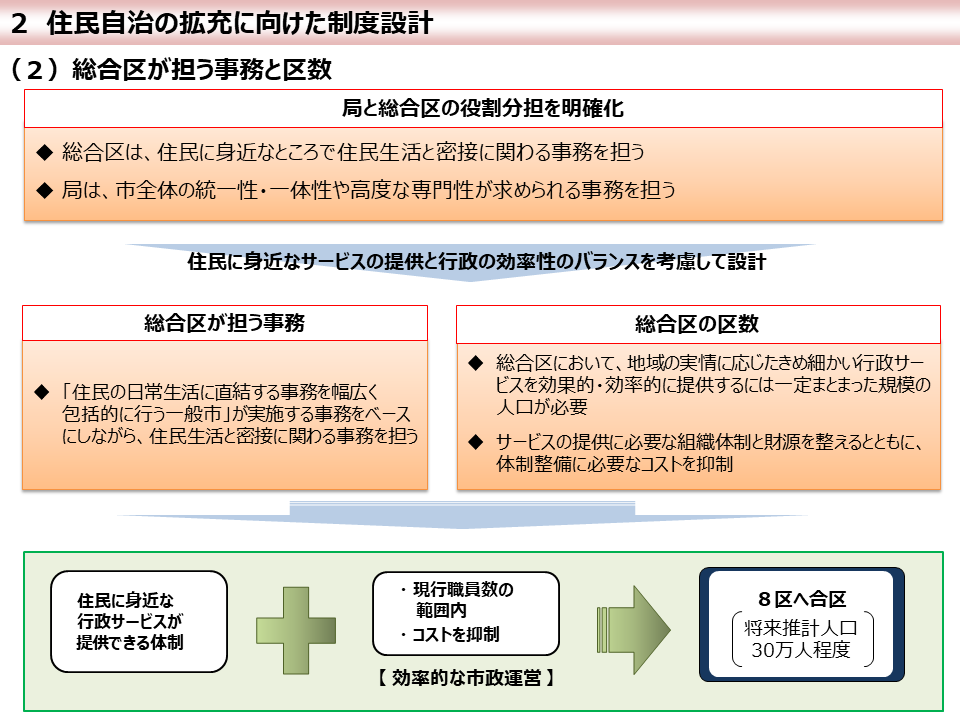 ２　住民自治の拡充に向けた制度設計
（２）総合区が担う事務と区数
局と総合区の役割分担を明確化
◆ 総合区は、住民に身近なところで住民生活と密接に関わる事務を担う
◆ 局は、市全体の統一性・一体性や高度な専門性が求められる事務を担う
住民に身近なサービスの提供と行政の効率性のバランスを考慮して設計
総合区が担う事務
◆ 「住民の日常生活に直結する事務を幅広く
包括的に行う一般市」が実施する事務をベース
にしながら、住民生活と密接に関わる事務を担う
総合区の区数
◆ 総合区において、地域の実情に応じたきめ細かい行政サー
ビスを効果的・効率的に提供するには一定まとまった規模の
人口が必要
◆ サービスの提供に必要な組織体制と財源を整えるとともに、
体制整備に必要なコストを抑制
住民に身近な
行政サービスが
提供できる体制
・現行職員数の
範囲内
・コストを抑制
【 効率的な市政運営 】
８区へ合区
将来推計人口
30万人程度